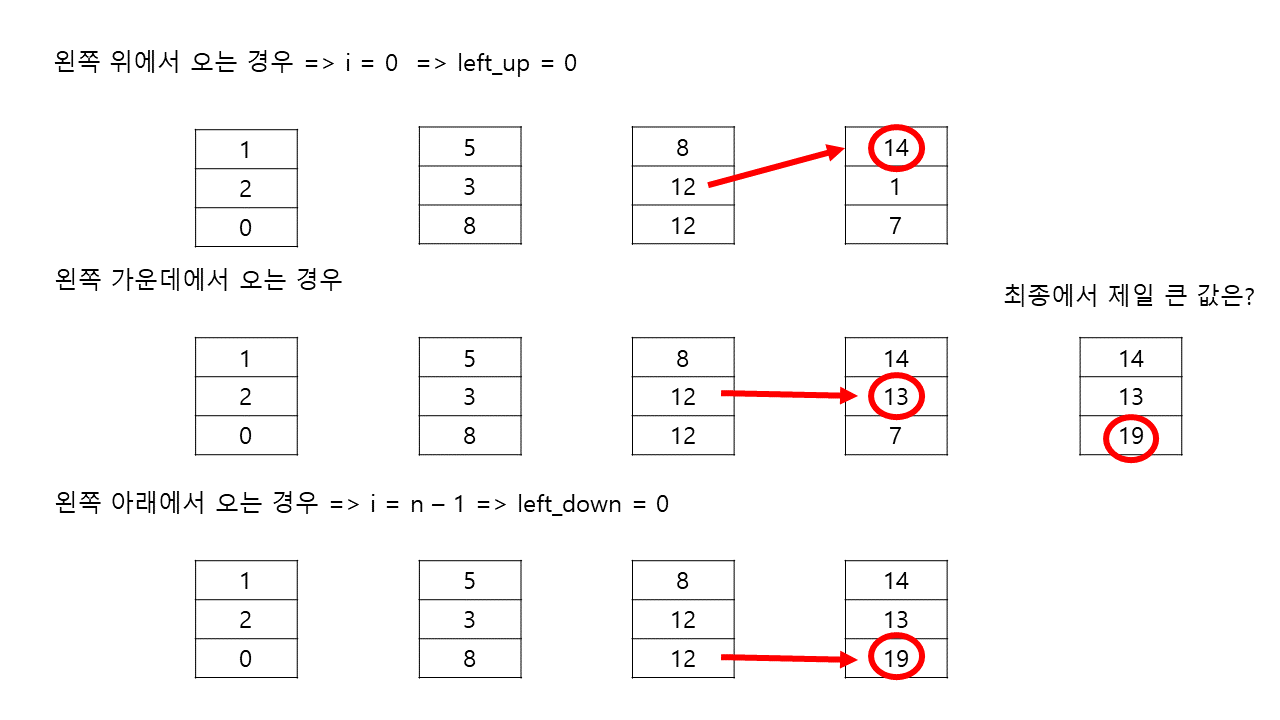 왼쪽 위에서 오는 경우 => i = 0 => left_up = 0
1 5 8 14
2 3 12 1
0 8 12 7
왼쪽 가운데에서 오는 경우
최종에서 제일 큰 값은?
1 5 8 14 14
2 3 12 13 13
0 8 12 7 19
왼쪽 아래에서 오는 경우 => i = n – 1 => left_down = 0
1 5 8 14
2 3 12 13
0 8 12 19